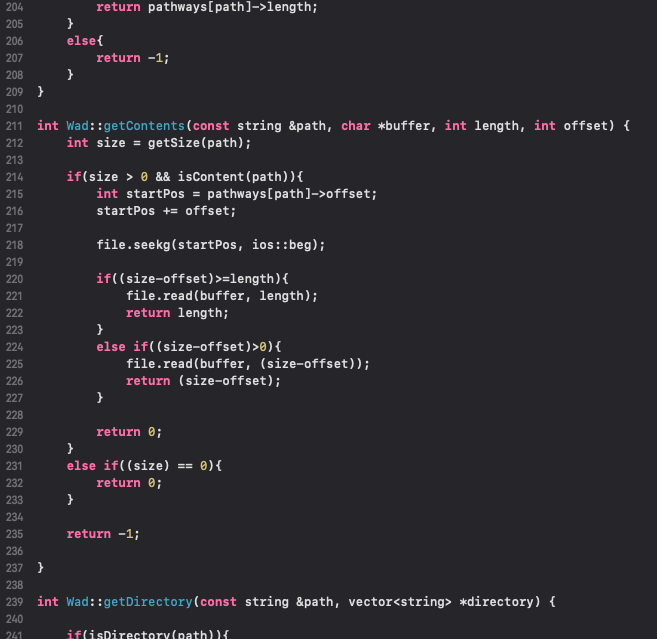 204 return pathways[path]->length;
205 }
206 else{
207 return -1;
208 }
209 }
210
211 int Wad::getContents(const string &path, char *buffer, int length, int offset) {
212 int size = getSize(path);
213
214 if(size > 0 && isContent(path)){
215 int startPos = pathways[path]->offset;
216 startPos += offset;
217
218 file.seekg(startPos, ios::beg);
219
220 if((size-offset)>=length){
221 file.read(buffer, length);
222 return length;
223 }
224 else if((size-offset)>0){
225 file.read(buffer, (size-offset));
226 return (size-offset);
227 }
228
229 return 0;
230 }
231 else if((size) == 0){
232 return 0;
233 }
234
235 return -1;
236
237 }
238
239 int Wad::getDirectory(const string &path, vector<string> *directory) {
240
241 if(isDirectory(path)){